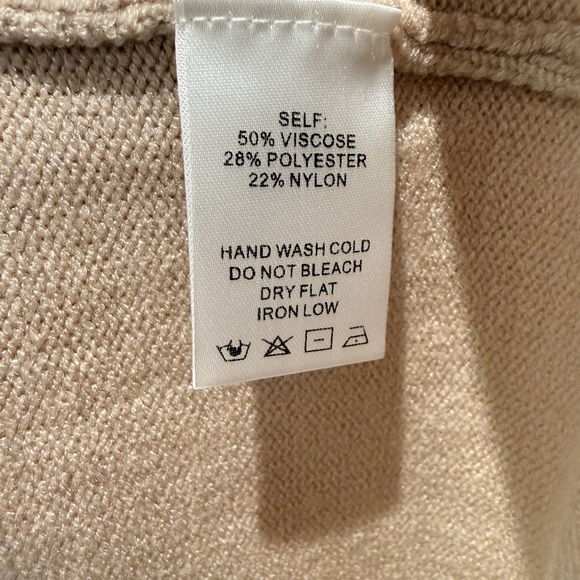 SELF:
50% VISCOSE
28% POLYESTER
22% NYLON
HAND WASH COLD
DO NOT BLEACH
DRY FLAT
IRON LOW